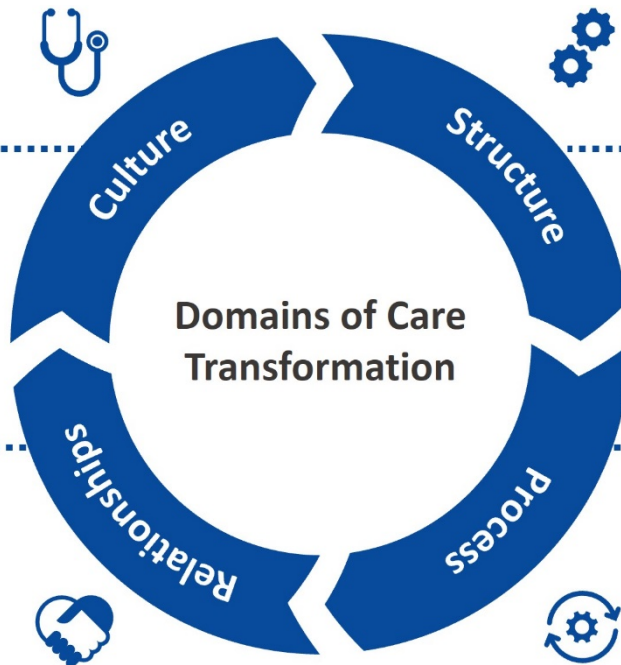 Culture
Structure
Domains of Care
Transformation
Relationships
Process